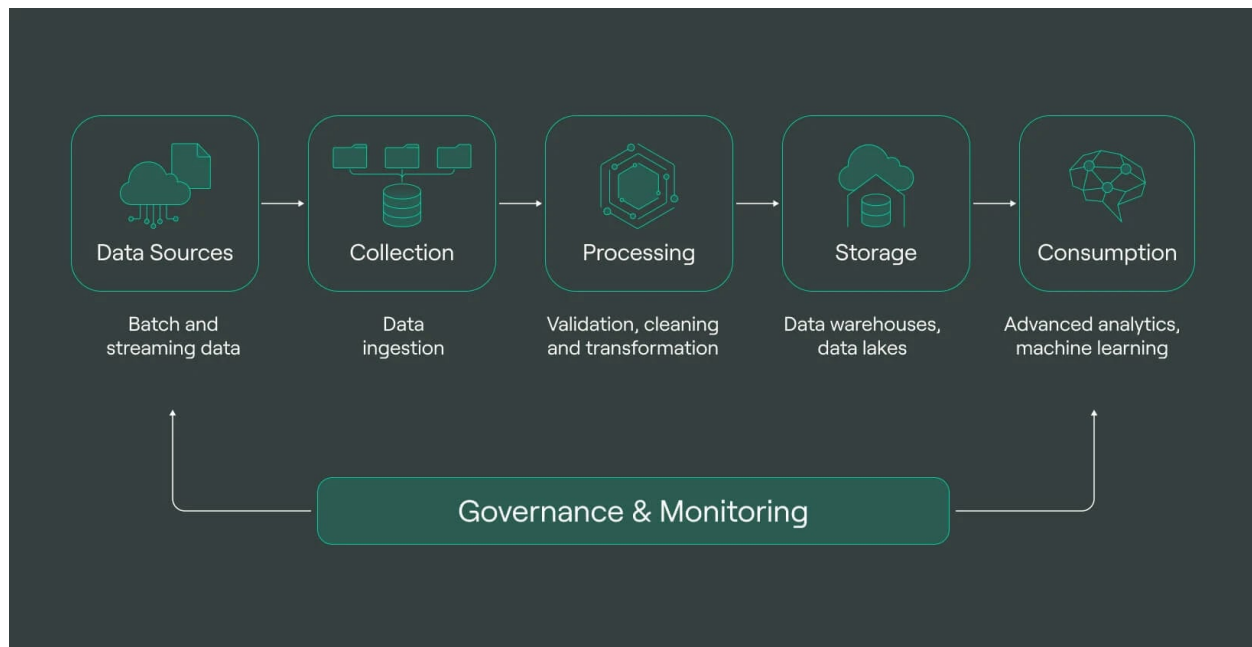 Data Sources
Collection
Processing
Storage
Consumption
Batch and
streaming data
Data
ingestion
Validation, cleaning
and transformation
Data warehouses,
data lakes
Advanced analytics,
machine learning
Governance & Monitoring